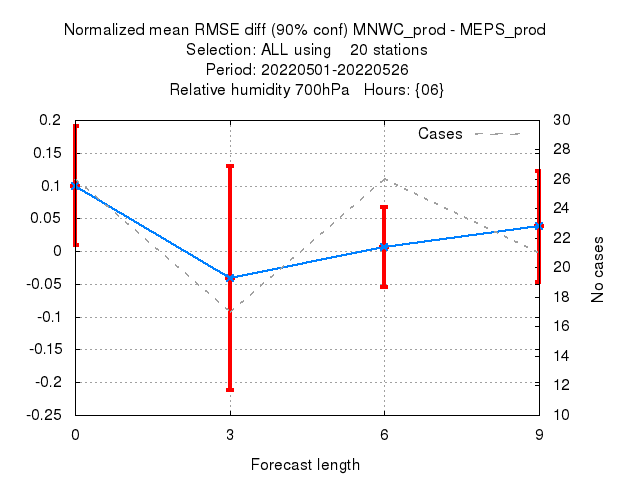 Normalized mean RMSE diff (90% conf) MNWC_prod - MEPS_prod
Selection: ALL using 20 stations
Period: 20220501-20220526
Relative humidity 700hPa Hours: {06}
Cases
0.2
0.15
0.1
0.05
0
-0.05
-0.1
-0.15
-0.2
-0.25
30
28
26
24
22
20
18
16
14
12
10
No cases
0 3 6 9
Forecast length